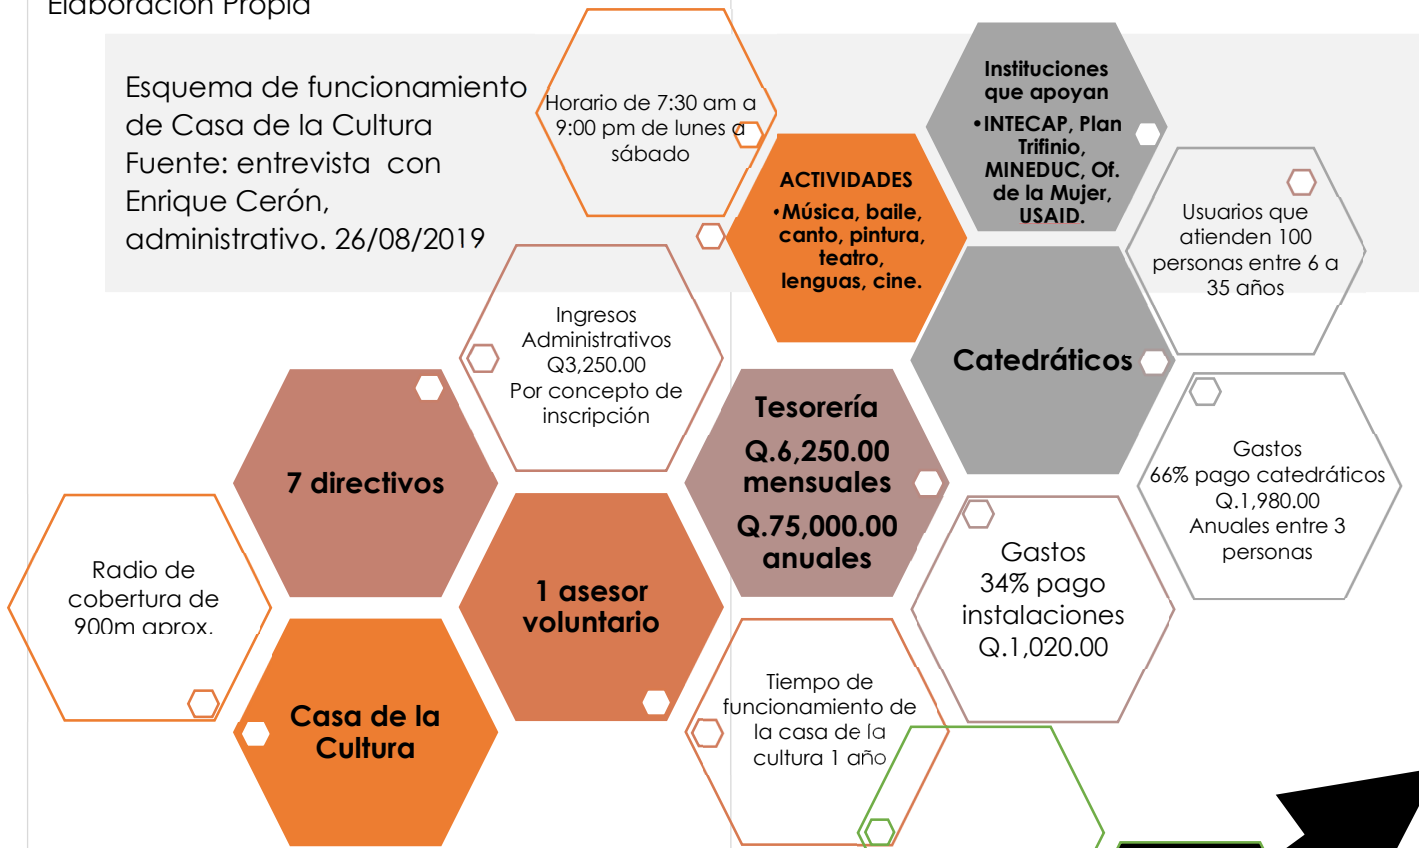 Elaboración Propia
Esquema de funcionamiento
de Casa de la Cultura
Fuente: entrevista con
Enrique Cerón,
administrativo. 26/08/2019
Horario de 7:30 am a
9:00 pm de lunes a
sábado
ACTIVIDADES
•Música, baile,
canto, pintura,
teatro,
lenguas, cine.
Instituciones
que apoyan
•INTECAP, Plan
Trifinio,
MINEDUC, Of.
de la Mujer,
USAID.
Usuarios que
atienden 100
personas entre 6 a
35 años
Ingresos
Administrativos
Q3,250.00
Por concepto de
inscripción
Catedráticos
7 directivos
Tesorería
Q.6,250.00
mensuales
Q.75,000.00
anuales
Gastos
66% pago catedráticos
Q.1,980.00
Anuales entre 3
personas
Radio de
cobertura de
900m aprox.
1 asesor
voluntario
Gastos
34% pago
instalaciones
Q.1,020.00
Casa de la
Cultura
Tiempo de
funcionamiento de
la casa de la
cultura 1 año